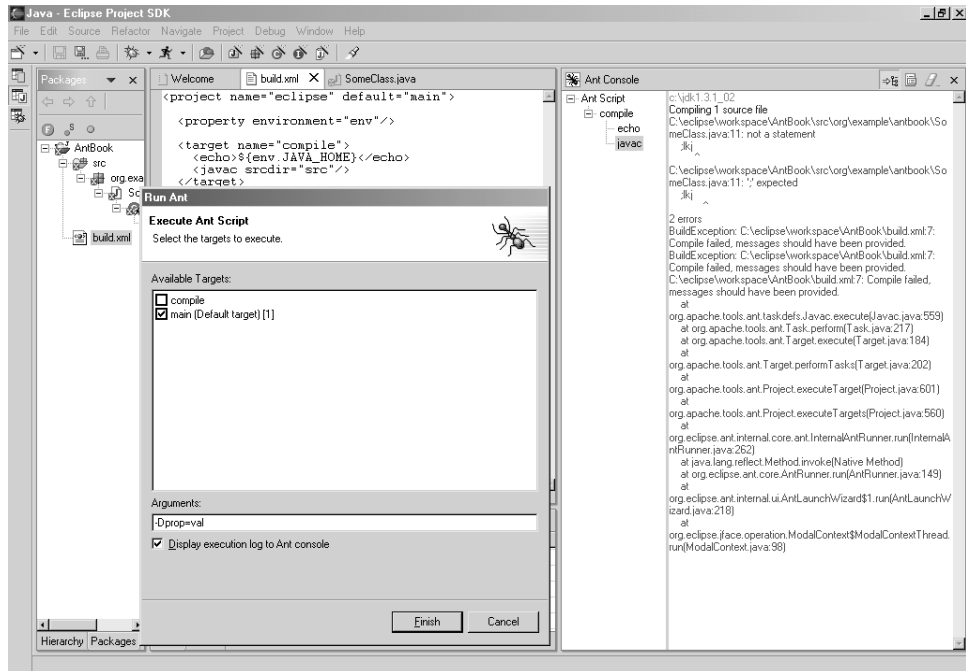 Java - Eclipse Project SDK
File Edit Source Refactor Navigate Project Debug Window Help
Packages
AntBook
src
org.exa
Sc
build.xml
Hierarchy Packages
Welcome build.xml SomeClass.java
<project name="eclipse" default="main">
<property environment="env"/>
<target name="compile">
<echo>${env.JAVA_HOME}</echo>
<javac srcdir="src"/>
</target>
Run Ant
Execute Ant Script
Select the targets to execute.
Available Targets:
compile
main (Default target) [1]
Arguments:
-Dprop=val
Display execution log to Ant console
Finish Cancel
Ant Console
Ant Script
compile
echo
javac
c:\jdk1.3.1_02
Compiling 1 source file
C:\eclipse\workspace\AntBook\src\org\example\antbook\So
meClass.java:11: not a statement
;lkj
^
C:\eclipse\workspace\AntBook\src\org\example\antbook\So
meClass.java:11: ';' expected
;lkj
^
2 errors
BuildException: C:\eclipse\workspace\AntBook\build.xml:7:
Compile failed, messages should have been provided.
BuildException: C:\eclipse\workspace\AntBook\build.xml:7:
Compile failed, messages should have been provided.
C:\eclipse\workspace\AntBook\build.xml:7: Compile failed,
messages should have been provided.
at
org.apache.tools.ant.taskdefs.Javac.execute(Javac.java:559)
at org.apache.tools.ant.Task.perform(Task.java:217)
at org.apache.tools.ant.Target.execute(Target.java:184)
at
org.apache.tools.ant.Target.performTasks(Target.java:202)
at
org.apache.tools.ant.Project.executeTarget(Project.java:601)
at
org.apache.tools.ant.Project.executeTargets(Project.java:560)
at
org.eclipse.ant.internal.core.ant.InternalAntRunner.run(InternalA
ntRunner.java:262)
at java.lang.reflect.Method.invoke(Native Method)
at org.eclipse.ant.core.AntRunner.run(AntRunner.java:149)
at
org.eclipse.ant.internal.ui.AntLaunchWizard$1.run(AntLaunchW
izard.java:218)
at
org.eclipse.jface.operation.ModalContext$ModalContextThread.
run(ModalContext.java:98)